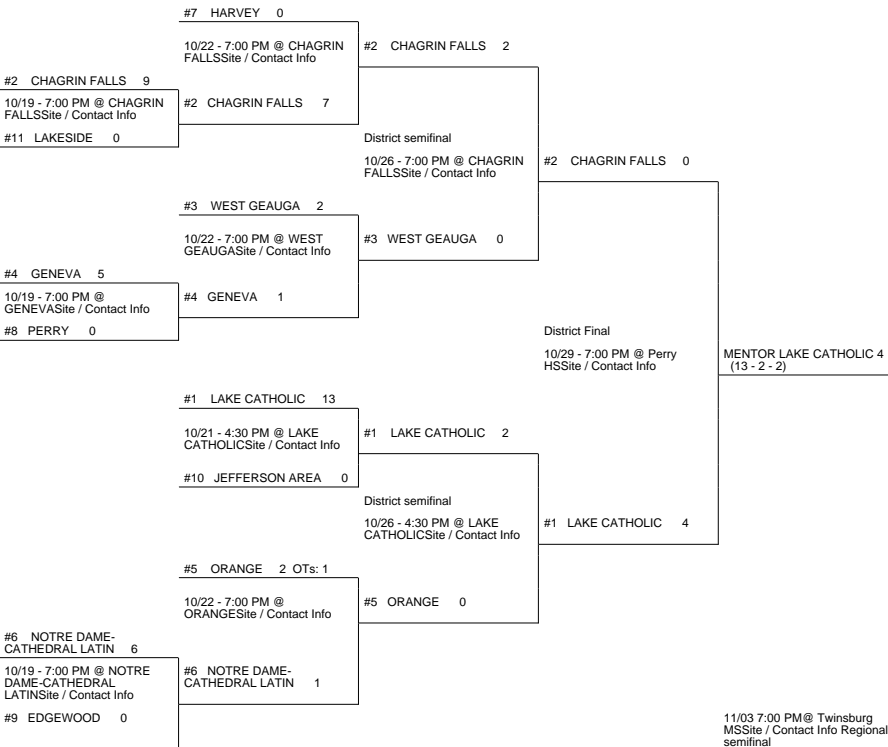 #7 HARVEY 0
10/22 - 7:00 PM @ CHAGRIN
FALLSSite / Contact Info
#2 CHAGRIN FALLS 2
#2 CHAGRIN FALLS 9
10/19 - 7:00 PM @ CHAGRIN
FALLSSite / Contact Info
#2 CHAGRIN FALLS 7
#11 LAKESIDE 0
District semifinal
10/26 - 7:00 PM @ CHAGRIN
FALLSSite / Contact Info
#2 CHAGRIN FALLS 0
#3 WEST GEAUGA 2
10/22 - 7:00 PM @ WEST
GEAUGASite / Contact Info
#3 WEST GEAUGA 0
#4 GENEVA 5
10/19 - 7:00 PM @
GENEVASite / Contact Info
#4 GENEVA 1
#8 PERRY 0
District Final
10/29 - 7:00 PM @ Perry
HSSite / Contact Info
MENTOR LAKE CATHOLIC 4
(13 - 2 - 2)
#1 LAKE CATHOLIC 13
10/21 - 4:30 PM @ LAKE
CATHOLICSite / Contact Info
#1 LAKE CATHOLIC 2
#10 JEFFERSON AREA 0
District semifinal
10/26 - 4:30 PM @ LAKE
CATHOLICSite / Contact Info
#1 LAKE CATHOLIC 4
#5 ORANGE 2 OTs: 1
10/22 - 7:00 PM @
ORANGESite / Contact Info
#5 ORANGE 0
#6 NOTRE DAME-
CATHEDRAL LATIN 6
10/19 - 7:00 PM @ NOTRE
DAME-CATHEDRAL
LATINSite / Contact Info
#6 NOTRE DAME-
CATHEDRAL LATIN 1
#9 EDGEWOOD 0
11/03 7:00 PM@ Twinsburg
MSSite / Contact Info Regional
semifinal